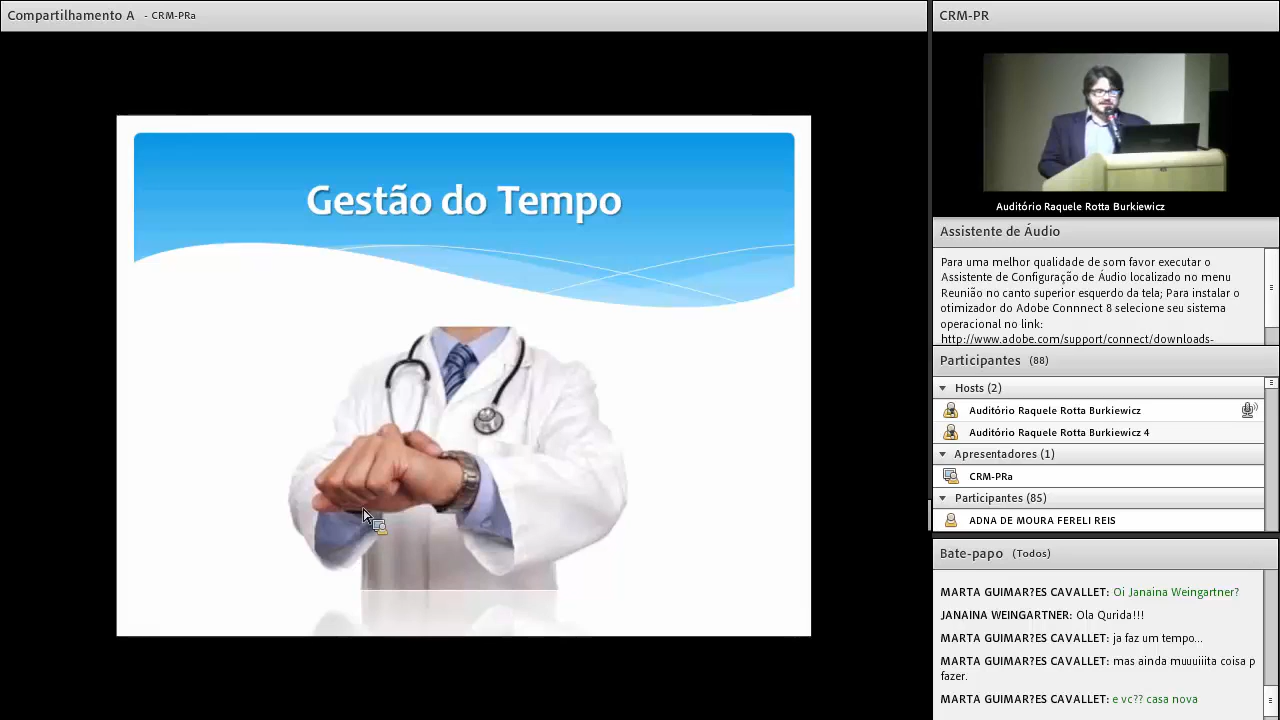 Compartilhamento A - CRM-PRa
Gestão do Tempo
CRM-PR
Auditório Raquele Rotta Burkiewicz
Assistente de Áudio
Para uma melhor qualidade de som favor executar o
Assistente de Configuração de Áudio localizado no menu
Reunião no canto superior esquerdo da tela; Para instalar o
otimizador do Adobe Connnect 8 selecione seu sistema
operacional no link:
http://www.adobe.com/support/connect/downloads-
Participantes (88)
Hosts (2)
Auditório Raquele Rotta Burkiewicz
Auditório Raquele Rotta Burkiewicz 4
Apresentadores (1)
CRM-PRa
Participantes (85)
ADNA DE MOURA FERELI REIS
Bate-papo (Todos)
MARTA GUIMAR?ES CAVALLET: Oi Janaina Weingartner?
JANAINA WEINGARTNER: Ola Qurida!!!
MARTA GUIMAR?ES CAVALLET: ja faz um tempo...
MARTA GUIMAR?ES CAVALLET: mas ainda muuuiiita coisa p
fazer.
MARTA GUIMAR?ES CAVALLET: e vc?? casa nova